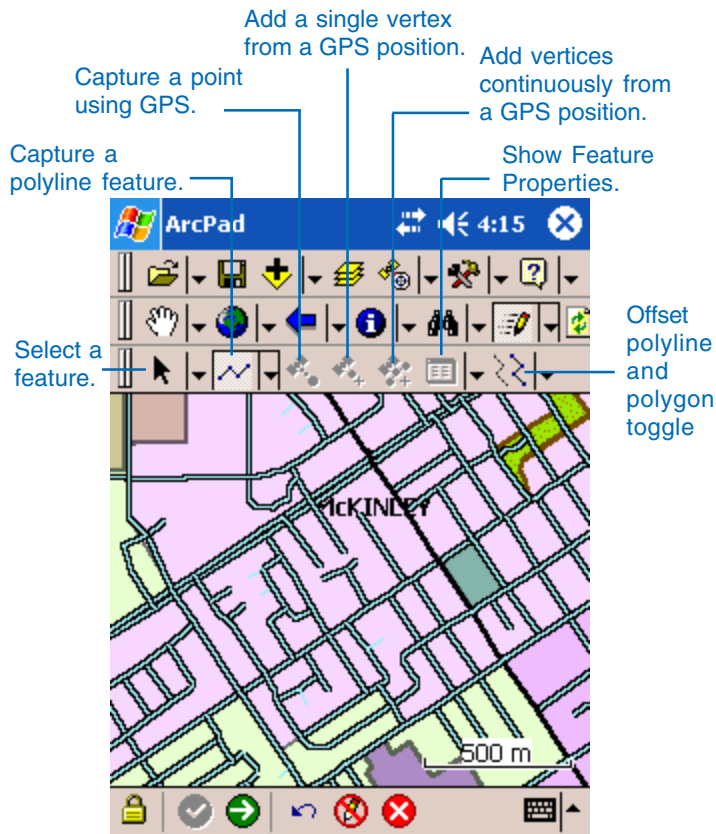 Add a single vertex
from a GPS position.
Add vertices
continuously from
a GPS position.
Capture a point
using GPS.
Capture a
polyline feature.
Show Feature
Properties.
ArcPad
4:15
Select a
feature.
Offset
polyline
and
polygon
toggle
McKINLEY
500 m